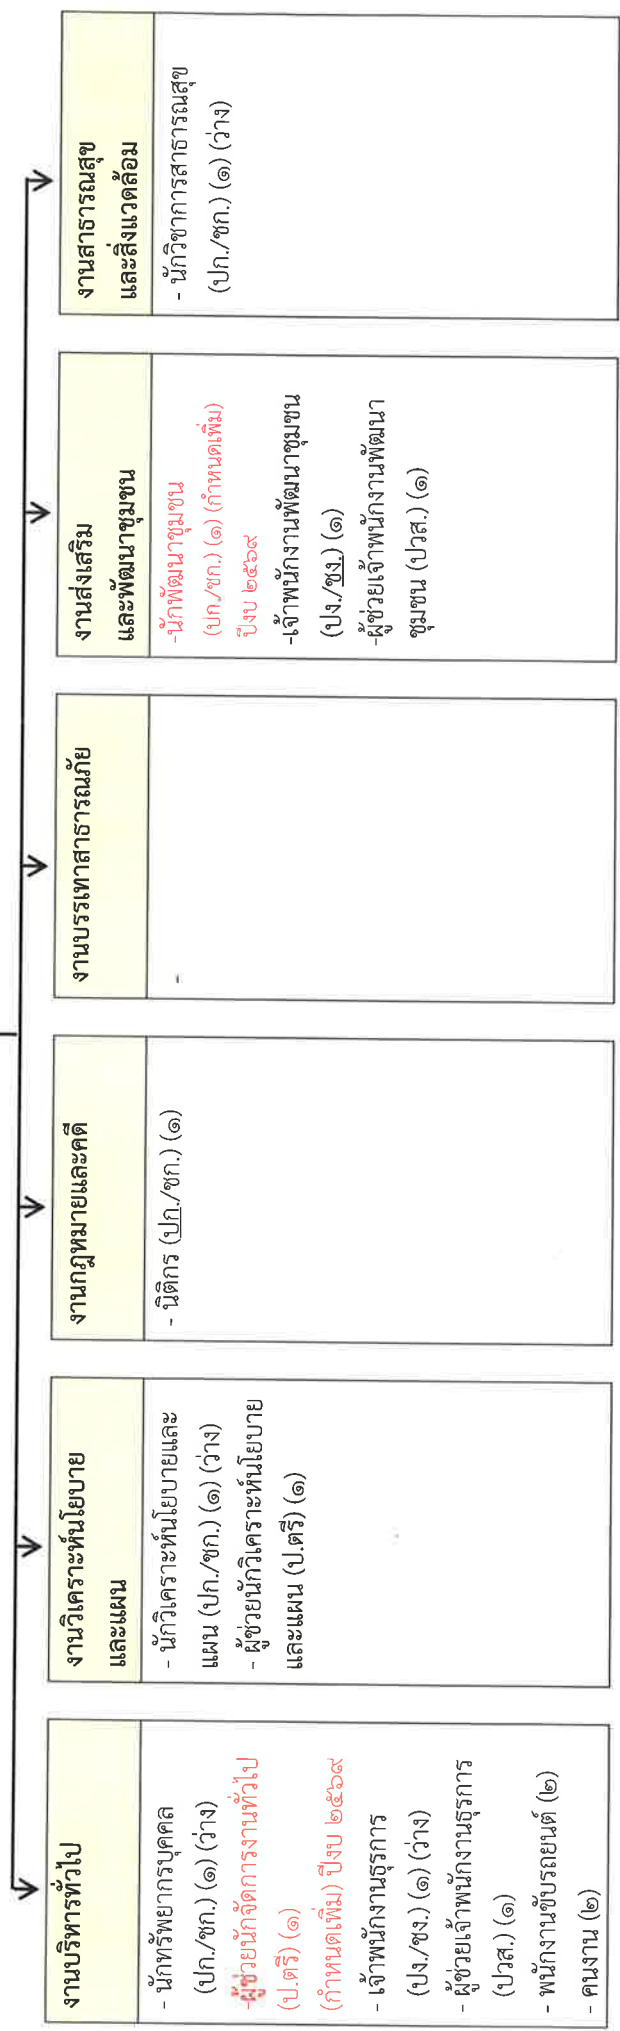 งานบริหารทั่วไป
- นักทรัพยากรบุคคล
(ปก./ชก.) (๑) (ว่าง)
-ผู้ช่วยนักจัดการงานทั่วไป
(ป.ตรี) (๑)
(กำหนดเพิ่ม) ปีงบ ๒๕๖๙
- เจ้าพนักงานธุรการ
(ปง./ชง.) (๑) (ว่าง)
- ผู้ช่วยเจ้าพนักงานธุรการ
(ปวส.) (๑)
- พนักงานขับรถยนต์ (๒)
- คนงาน (๒)
งานวิเคราะห์นโยบาย
และแผน
- นักวิเคราะห์นโยบายและ
แผน (ปก./ชก.) (๑) (ว่าง)
- ผู้ช่วยนักวิเคราะห์นโยบาย
และแผน (ป.ตรี) (๑)
งานกฎหมายและคดี
- นิติกร (ปก./ชก.) (๑)
งานบรรเทาสาธารณภัย
-
งานส่งเสริม
และพัฒนาชุมชน
-นักพัฒนาชุมชน
(ปก./ชก.) (๑) (กำหนดเพิ่ม)
ปีงบ ๒๕๖๙
-เจ้าพนักงานพัฒนาชุมชน
(ปง./ชง.) (๑)
-ผู้ช่วยเจ้าพนักงานพัฒนา
ชุมชน (ปวส.) (๑)
งานสาธารณสุข
และสิ่งแวดล้อม
- นักวิชาการสาธารณสุข
(ปก./ชก.) (๑) (ว่าง)